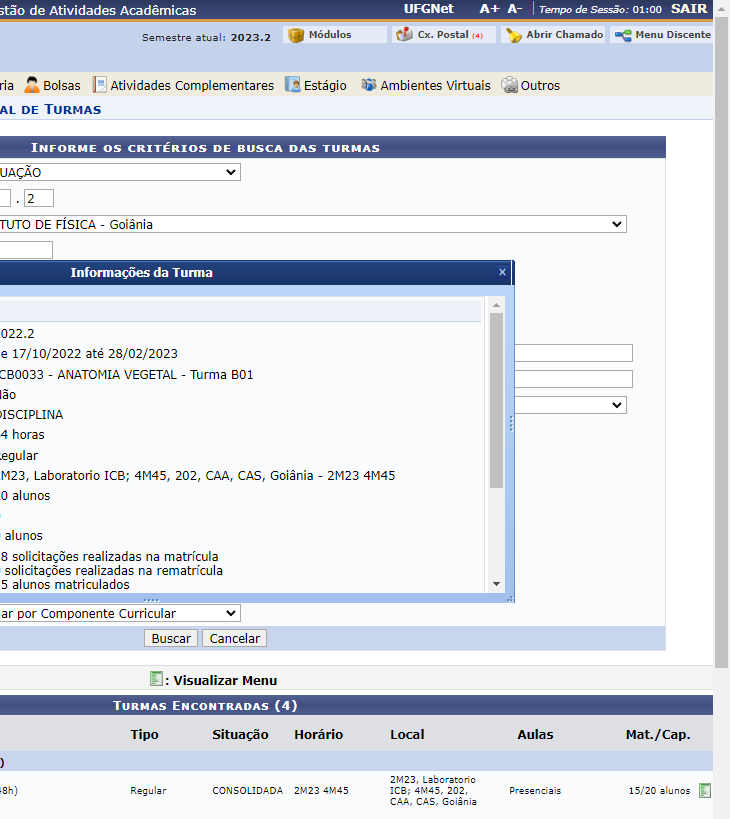 stão de Atividades Acadêmicas UFGNet A+ A- Tempo de Sessão: 01:00 SAIR
Semestre atual: 2023.2 Módulos Cx. Postal (4) Abrir Chamado Menu Discente
ria Bolsas Atividades Complementares Estágio Ambientes Virtuais Outros
AL DE TURMAS
INFORME OS CRITÉRIOS DE BUSCA DAS TURMAS
UAÇÃO
. 2
TUTO DE FÍSICA - Goiânia
Informações da Turma x
022.2
e 17/10/2022 até 28/02/2023
CB0033 - ANATOMIA VEGETAL - Turma B01
ão
DISCIPLINA
4 horas
egular
M23, Laboratorio ICB; 4M45, 202, CAA, CAS, Goiânia - 2M23 4M45
0 alunos
alunos
8 solicitações realizadas na matrícula
solicitações realizadas na rematrícula
5 alunos matriculados
ar por Componente Curricular
Buscar Cancelar
: Visualizar Menu
TURMAS ENCONTRADAS (4)
Tipo Situação Horário Local Aulas Mat./Cap.
)
8h) Regular CONSOLIDADA 2M23 4M45 2M23, Laboratorio
ICB; 4M45, 202,
CAA, CAS, Goiânia Presenciais 15/20 alunos